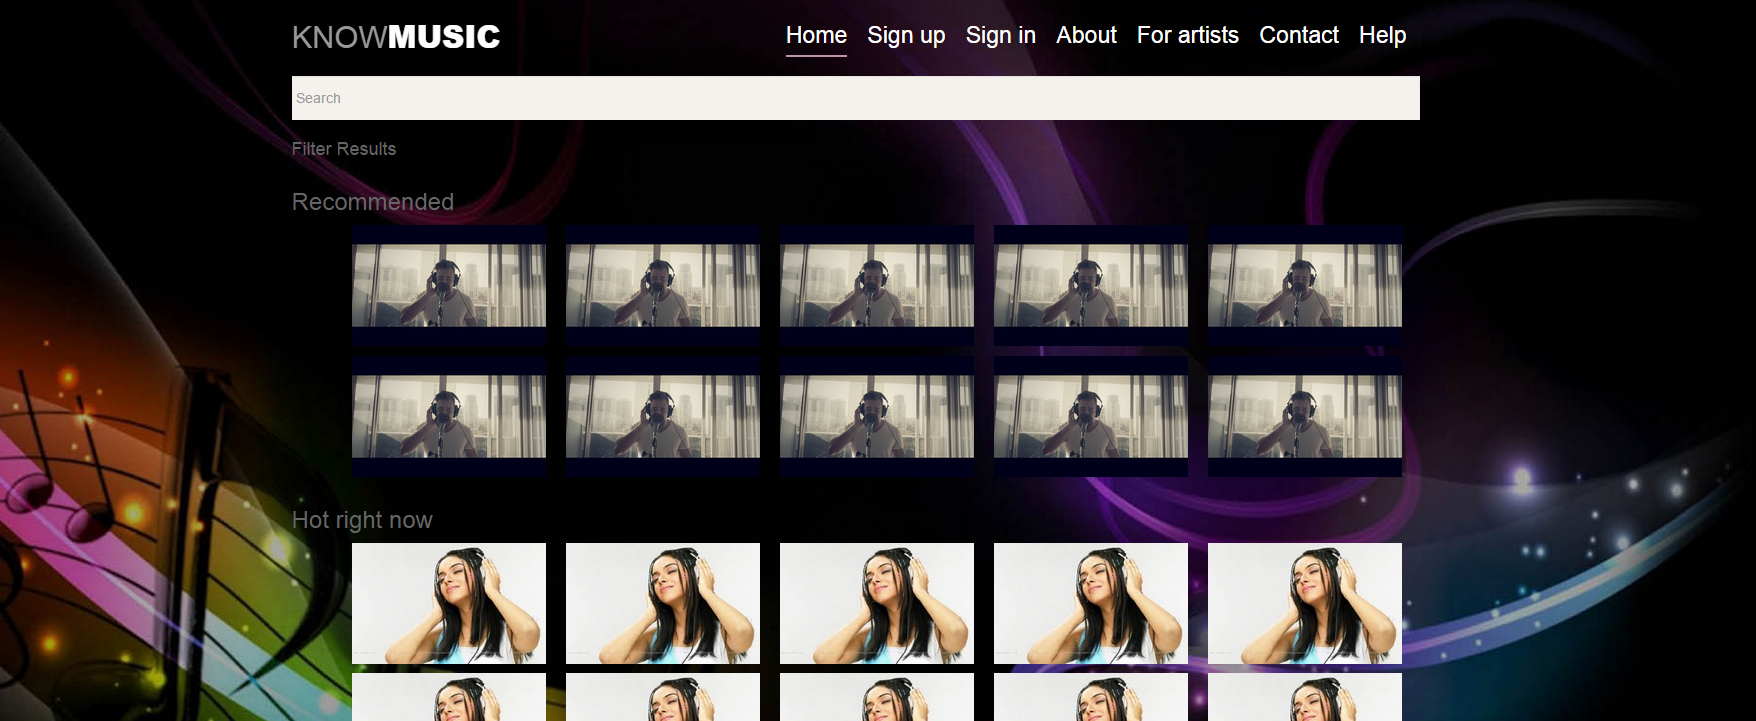 KNOWMUSIC
Home Sign up Sign in About For artists Contact Help
Search
Filter Results
Recommended
Hot right now